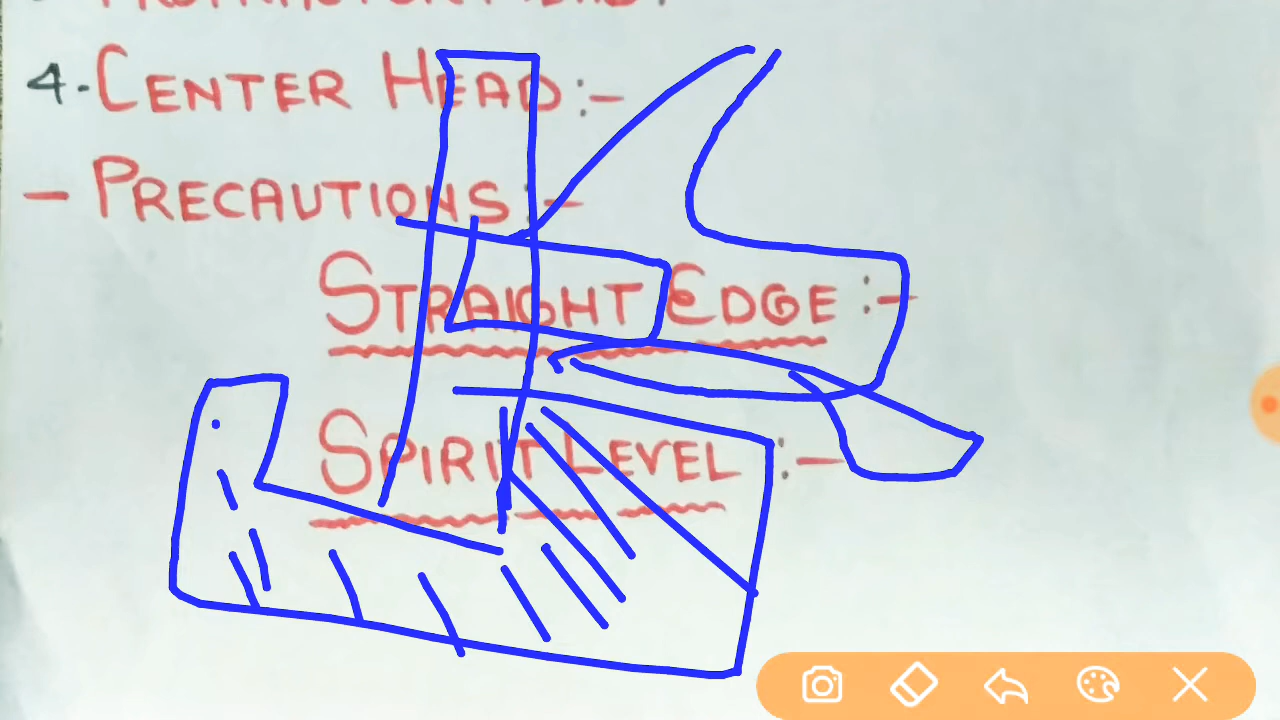 4. CENTER HEAD :-
- PRECAUTIONS :-
STRAIGHT EDGE :-
SPIRIT LEVEL :-